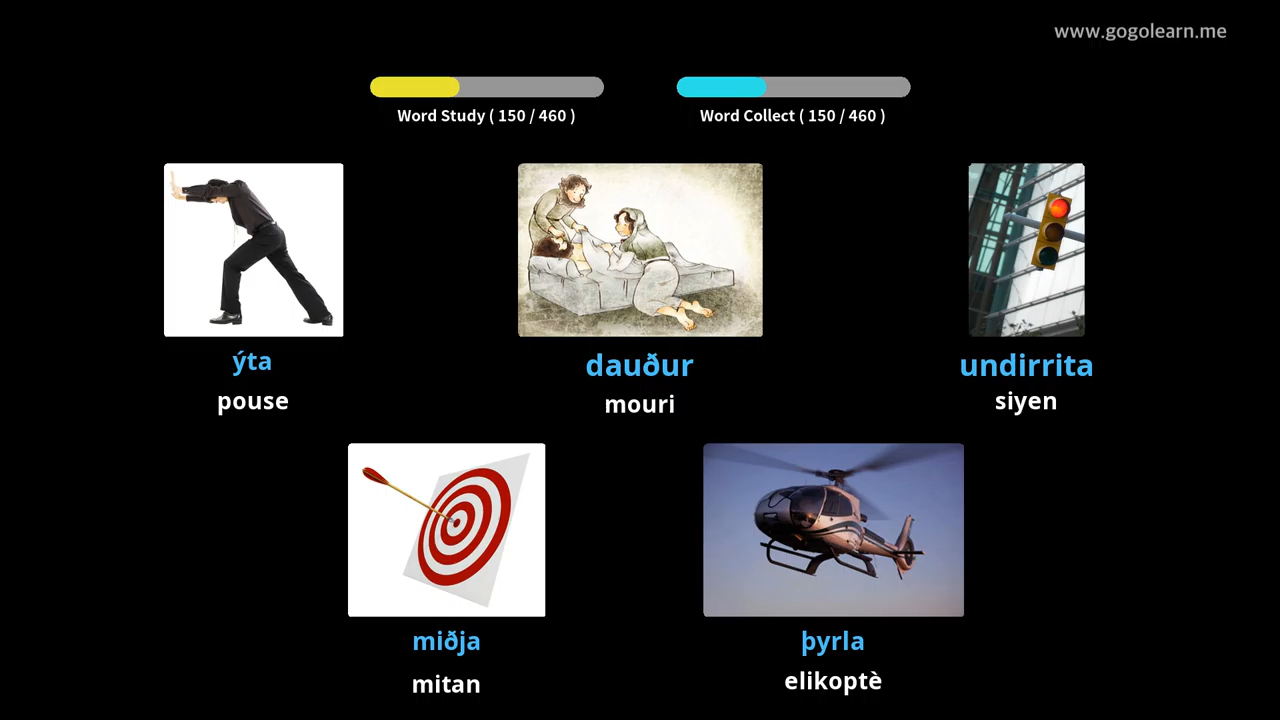 www.gogolearn.me
Word Study ( 150 / 460 )
Word Collect ( 150 / 460 )
ýta
pouse
dauður
mouri
undirrita
siyen
miðja
mitan
þyrla
elikoptè